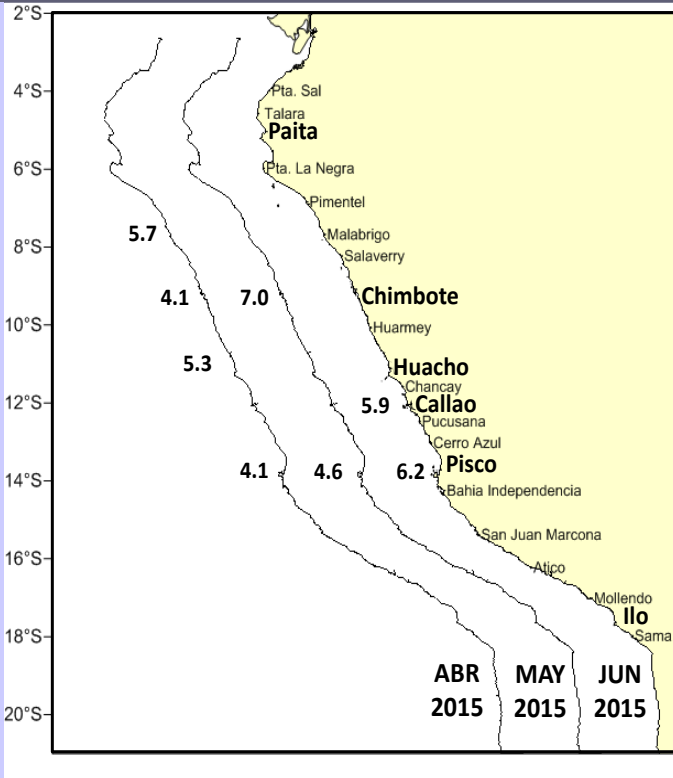 2°S
4°S
Pta. Sal
Talara
Paita
6°S
Pta. La Negra
Pimentel
5.7
Malabrigo
8°S
Salaverry
4.1
7.0
Chimbote
10°S
Huarmey
5.3
Huacho
Chancay
12°S
5.9
Callao
Pucusana
Cerro Azul
4.1
4.6
6.2
Pisco
14°S
Bahia Independencia
San Juan Marcona
16°S
Atico
Mollendo
Ilo
18°S
Sama
ABR
2015
MAY
2015
JUN
2015
20°S